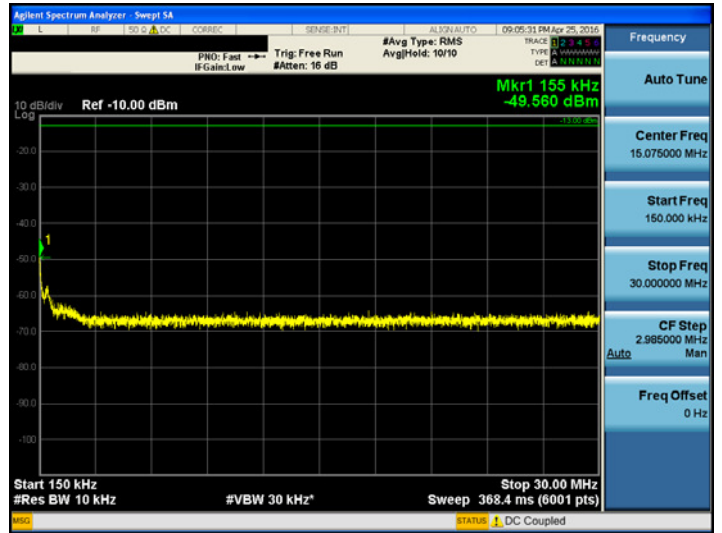 Agilent Spectrum Analyzer - Swept SA
L RF 50 Ω DC CORREC SENSE:INT ALIGN AUTO 09:05:31 PM Apr 25, 2016
PNO: Fast Trig: Free Run #Avg Type: RMS TRACE 1 2 3 4 5 6
IFGain:Low #Atten: 16 dB Avg|Hold: 10/10 TYPE A WWWWW
DET A N N N N N
Mkr1 155 kHz
-49.560 dBm
10 dB/div Ref -10.00 dBm
Log
-13.00 dBm
-20.0
-30.0
-40.0
1
-50.0
-60.0
-70.0
-80.0
-90.0
-100
Start 150 kHz Stop 30.00 MHz
#Res BW 10 kHz #VBW 30 kHz* Sweep 368.4 ms (6001 pts)
MSG STATUS DC Coupled
Frequency
Auto Tune
Center Freq
15.075000 MHz
Start Freq
150.000 kHz
Stop Freq
30.000000 MHz
CF Step
2.985000 MHz
Auto Man
Freq Offset
0 Hz